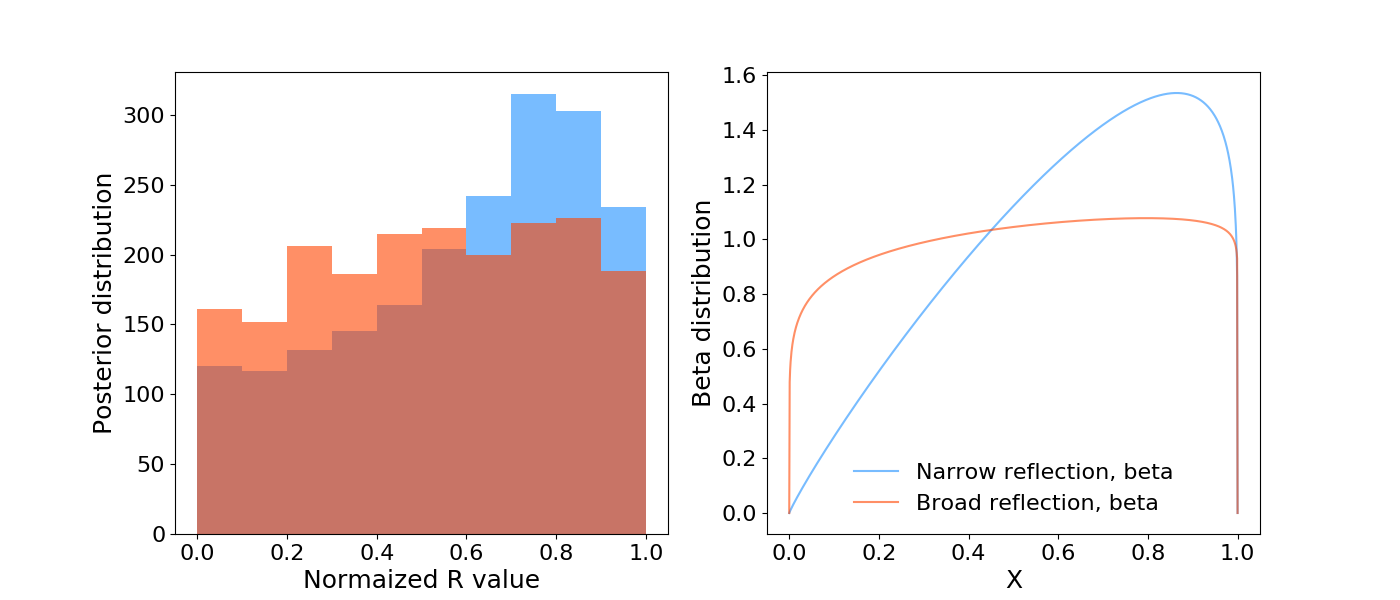 Posterior distribution
300
250
200
150
100
50
0
0.0 0.2 0.4 0.6 0.8 1.0
Normaized R value
Beta distribution
1.6
1.4
1.2
1.0
0.8
0.6
0.4
0.2
0.0
Narrow reflection, beta
Broad reflection, beta
0.0 0.2 0.4 0.6 0.8 1.0
X